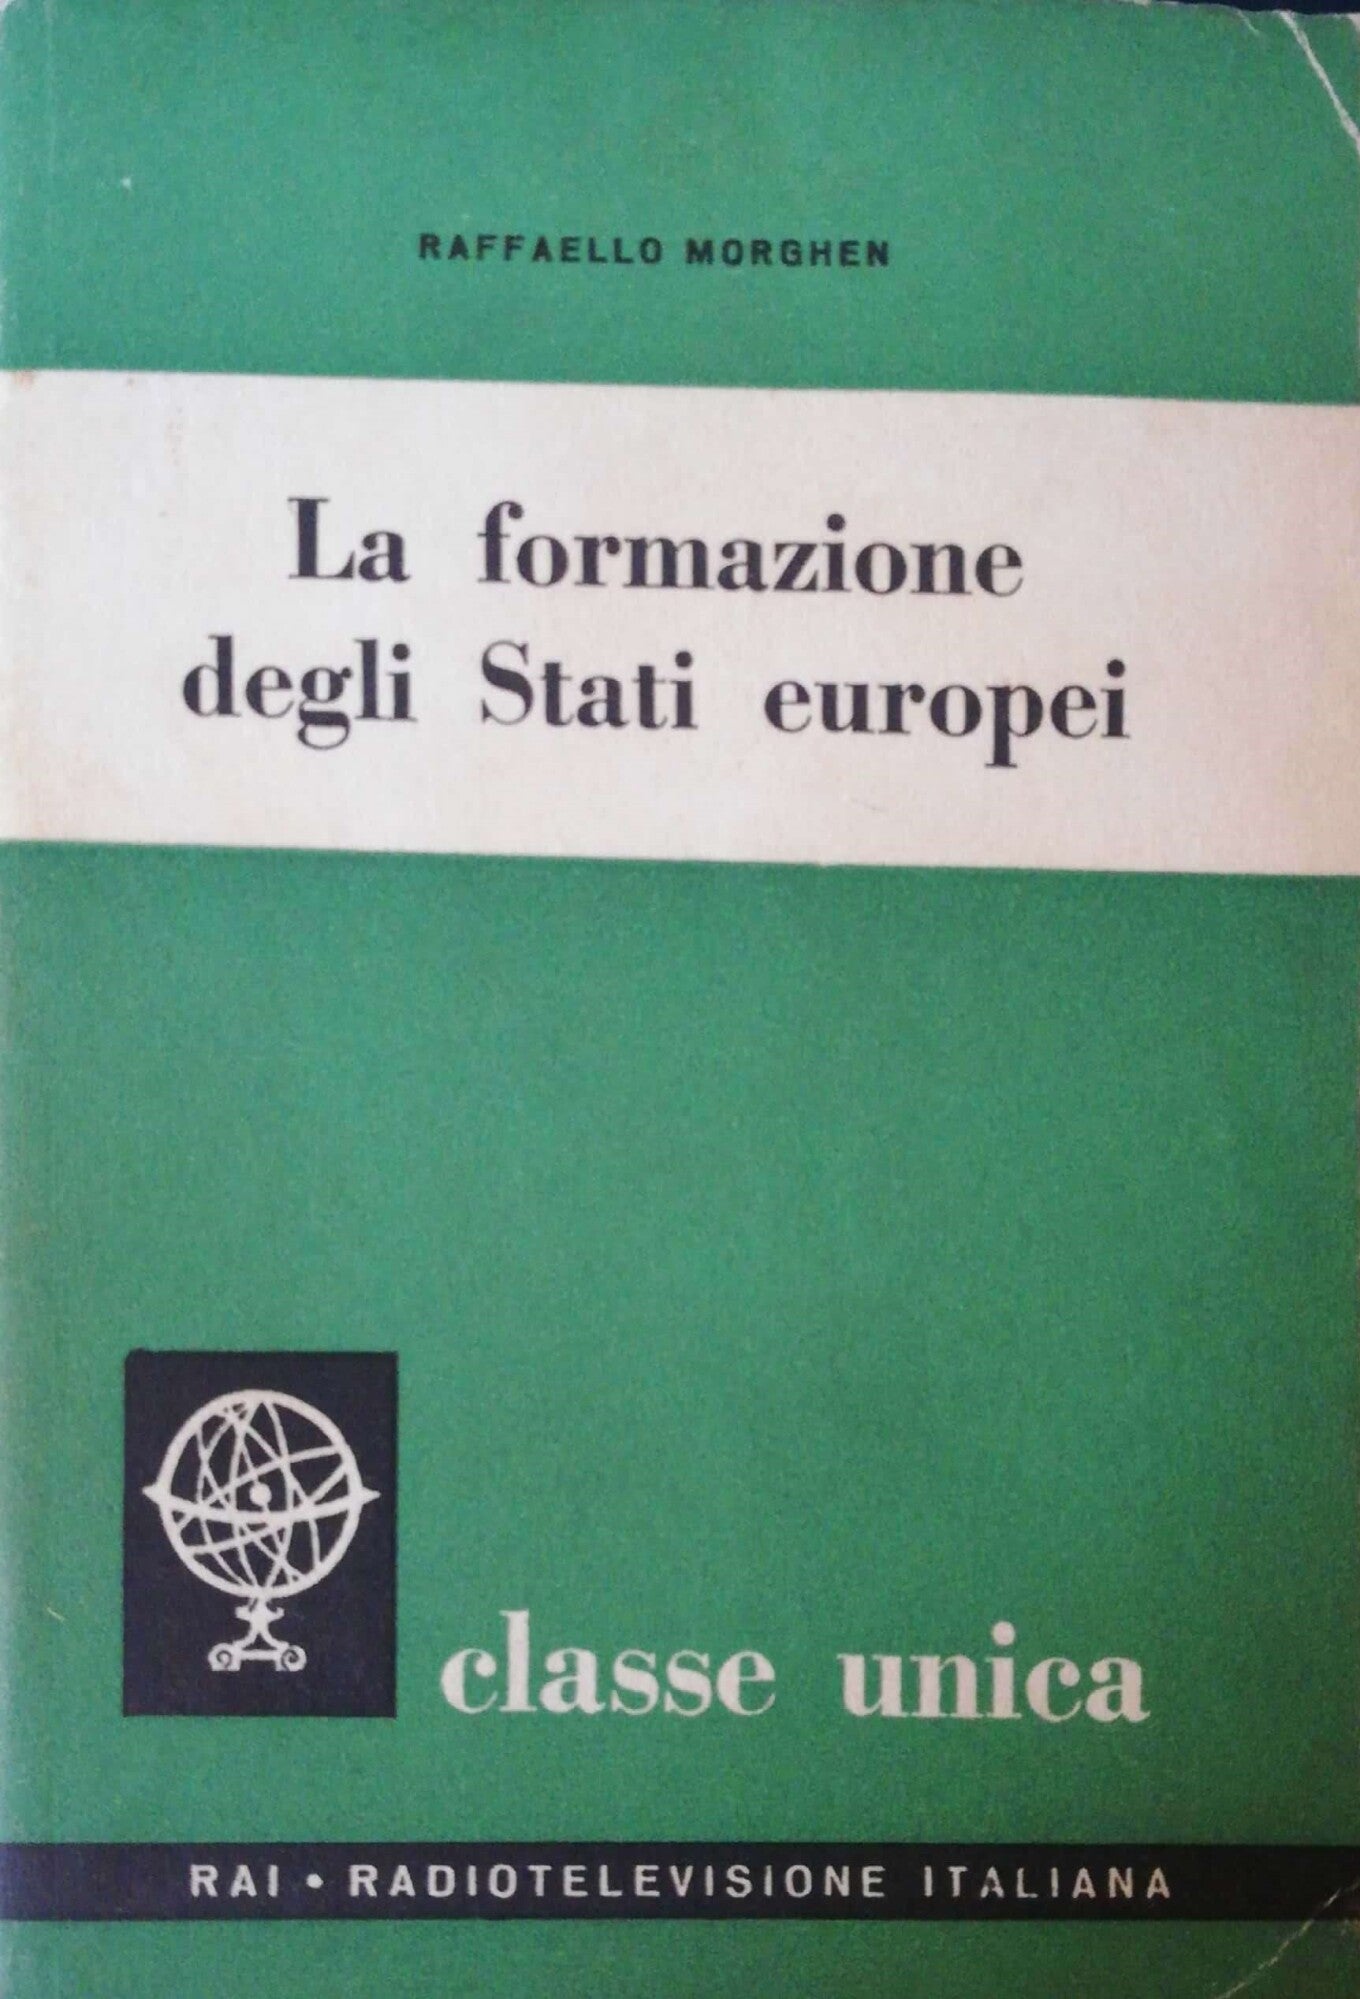 RAFFAELLO MORGHEN
La formazione
degli Stati europei
classe unica
RAI • RADIOTELEVISIONE ITALIANA